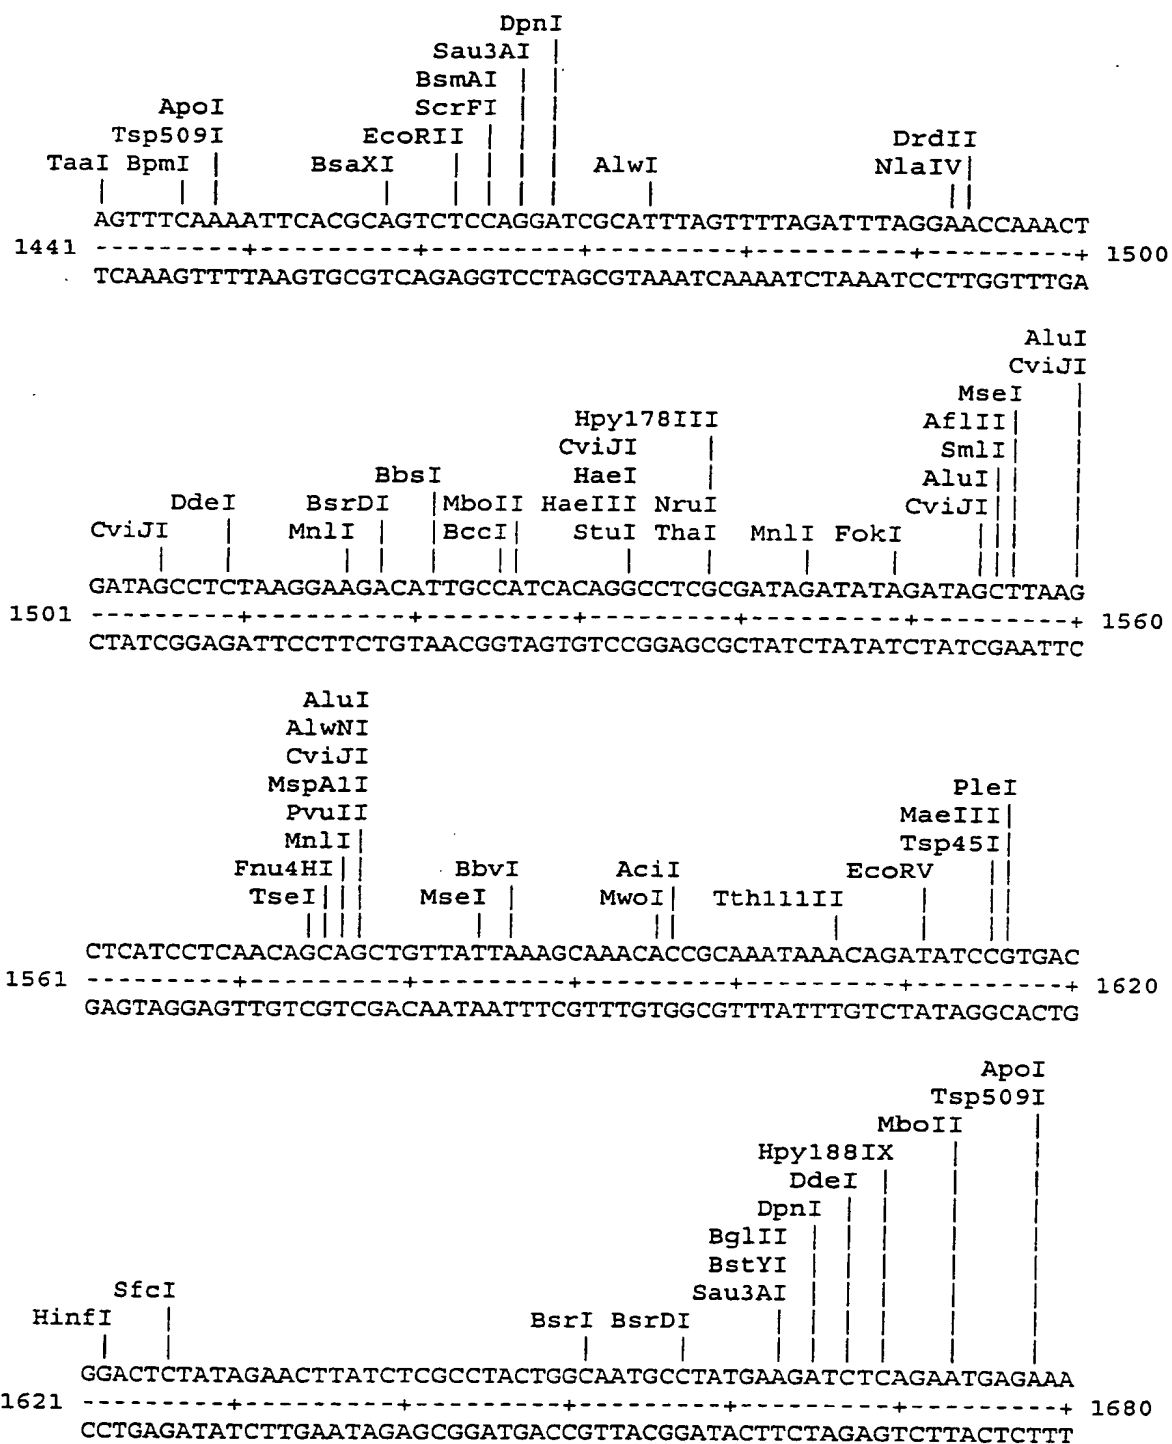 DpnI
Sau3AI
BsmAI
ApoI ScrFI
Tsp509I EcoRII DrdII
TaaI BpmI BsaXI AlwI NlaIV
AGTTTCAAAATTCACGCAGTCTCCAGGATCGCATTTAGTTTTAGATTTAGGAACCAAACT
1441 ---------+---------+---------+---------+---------+---------+ 1500
TCAAAGTTTTAAGTGCGTCAGAGGTCCTAGCGTAAATCAAAATCTAAATCCTTGGTTTGA
AluI
CviJI
MseI
Hpy178III AflII
CviJI SmlI
BbsI HaeI AluI
DdeI BsrDI MboII HaeIII NruI CviJI
CviJI MnlI BccI StuI ThaI MnlI FokI
GATAGCCTCTAAGGAAGACATTGCCATCACAGGCCTCGCGATAGATATAGATAGCTTAAG
1501 ---------+---------+---------+---------+---------+---------+ 1560
CTATCGGAGATTCCTTCTGTAACGGTAGTGTCCGGAGCGCTATCTATATCTATCGAATTC
AluI
AlwNI
CviJI
MspA1I PleI
PvuII MaeIII
MnlI Tsp45I
Fnu4HI BbvI AciI EcoRV
TseI MseI MwoI Tth111II
CTCATCCTCAACAGCAGCTGTTATTAAAGCAAACACCGCAAATAAACAGATATCCGTGAC
1561 ---------+---------+---------+---------+---------+---------+ 1620
GAGTAGGAGTTGTCGTCGACAATAATTTCGTTTGTGGCGTTTATTTGTCTATAGGCACTG
ApoI
Tsp509I
MboII
Hpy188IX
DdeI
DpnI
BglII
BstYI
SfcI Sau3AI
HinfI BsrI BsrDI
GGACTCTATAGAACTTATCTCGCCTACTGGCAATGCCTATGAAGATCTCAGAATGAGAAA
1621 ---------+---------+---------+---------+---------+---------+ 1680
CCTGAGATATCTTGAATAGAGCGGATGACCGTTACGGATACTTCTAGAGTCTTACTCTTT